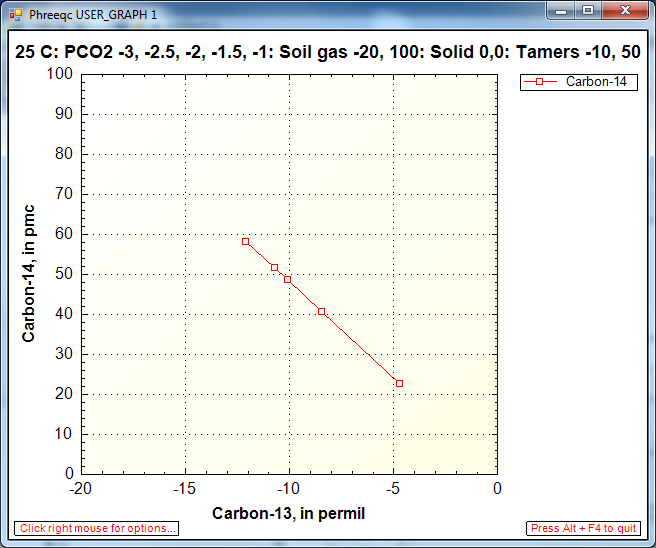 Phreeqc USER_GRAPH 1
25 C: PCO2 -3, -2.5, -2, -1.5, -1: Soil gas -20, 100: Solid 0,0: Tamers -10, 50
Carbon-14
100
90
80
70
60
50
40
30
20
10
0
Carbon-14, in pmc
-20 -15 -10 -5 0
Carbon-13, in permil
Click right mouse for options...
Press Alt + F4 to quit